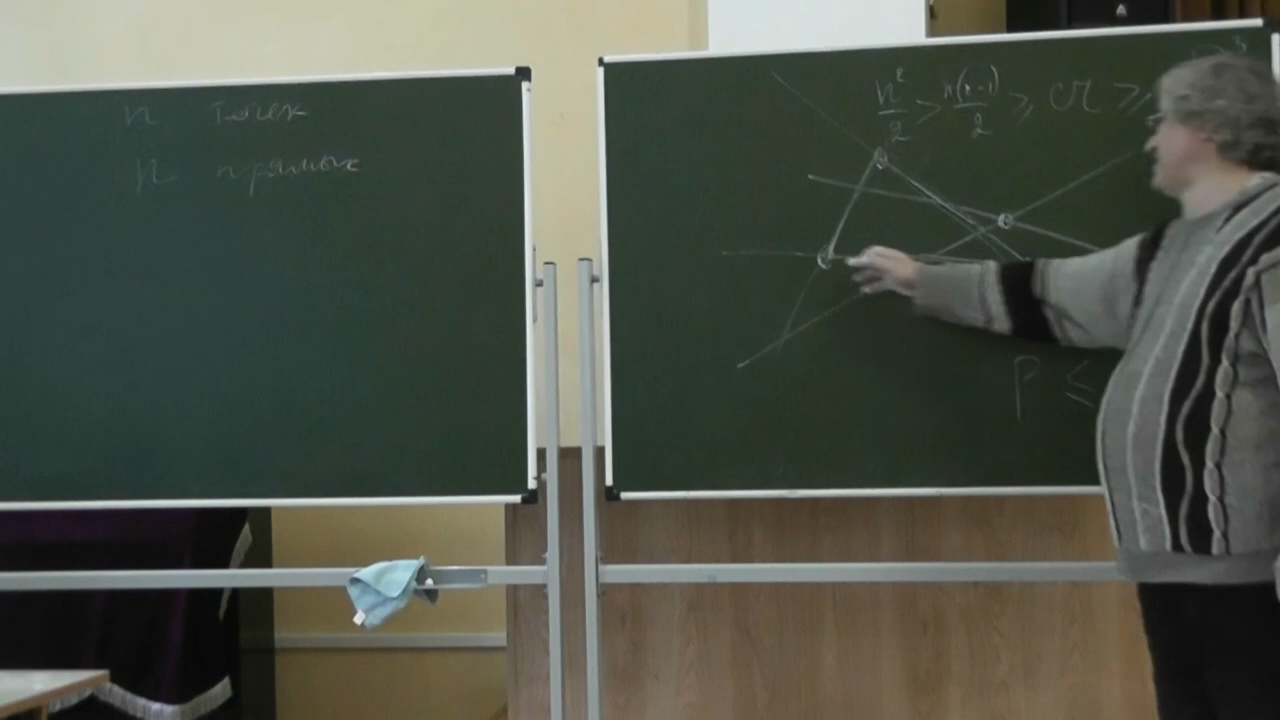 n точек
n прямых
n²/2 > n(n-1)/2 ⩾ cr ⩾
P ⩽